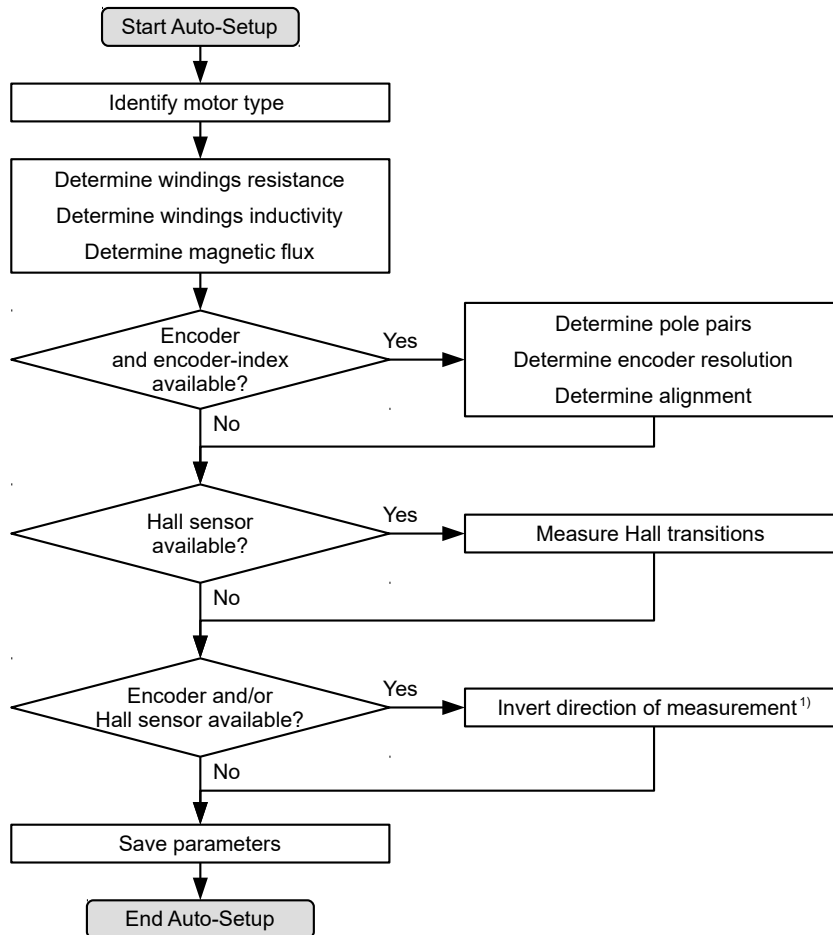 Start Auto-Setup
Identify motor type
Determine windings resistance
Determine windings inductivity
Determine magnetic flux
Encoder
and encoder-index
available?
Yes
Determine pole pairs
Determine encoder resolution
Determine alignment
No
Hall sensor
available?
Yes
Measure Hall transitions
No
Encoder and/or
Hall sensor available?
Yes
Invert direction of measurement 1)
No
Save parameters
End Auto-Setup